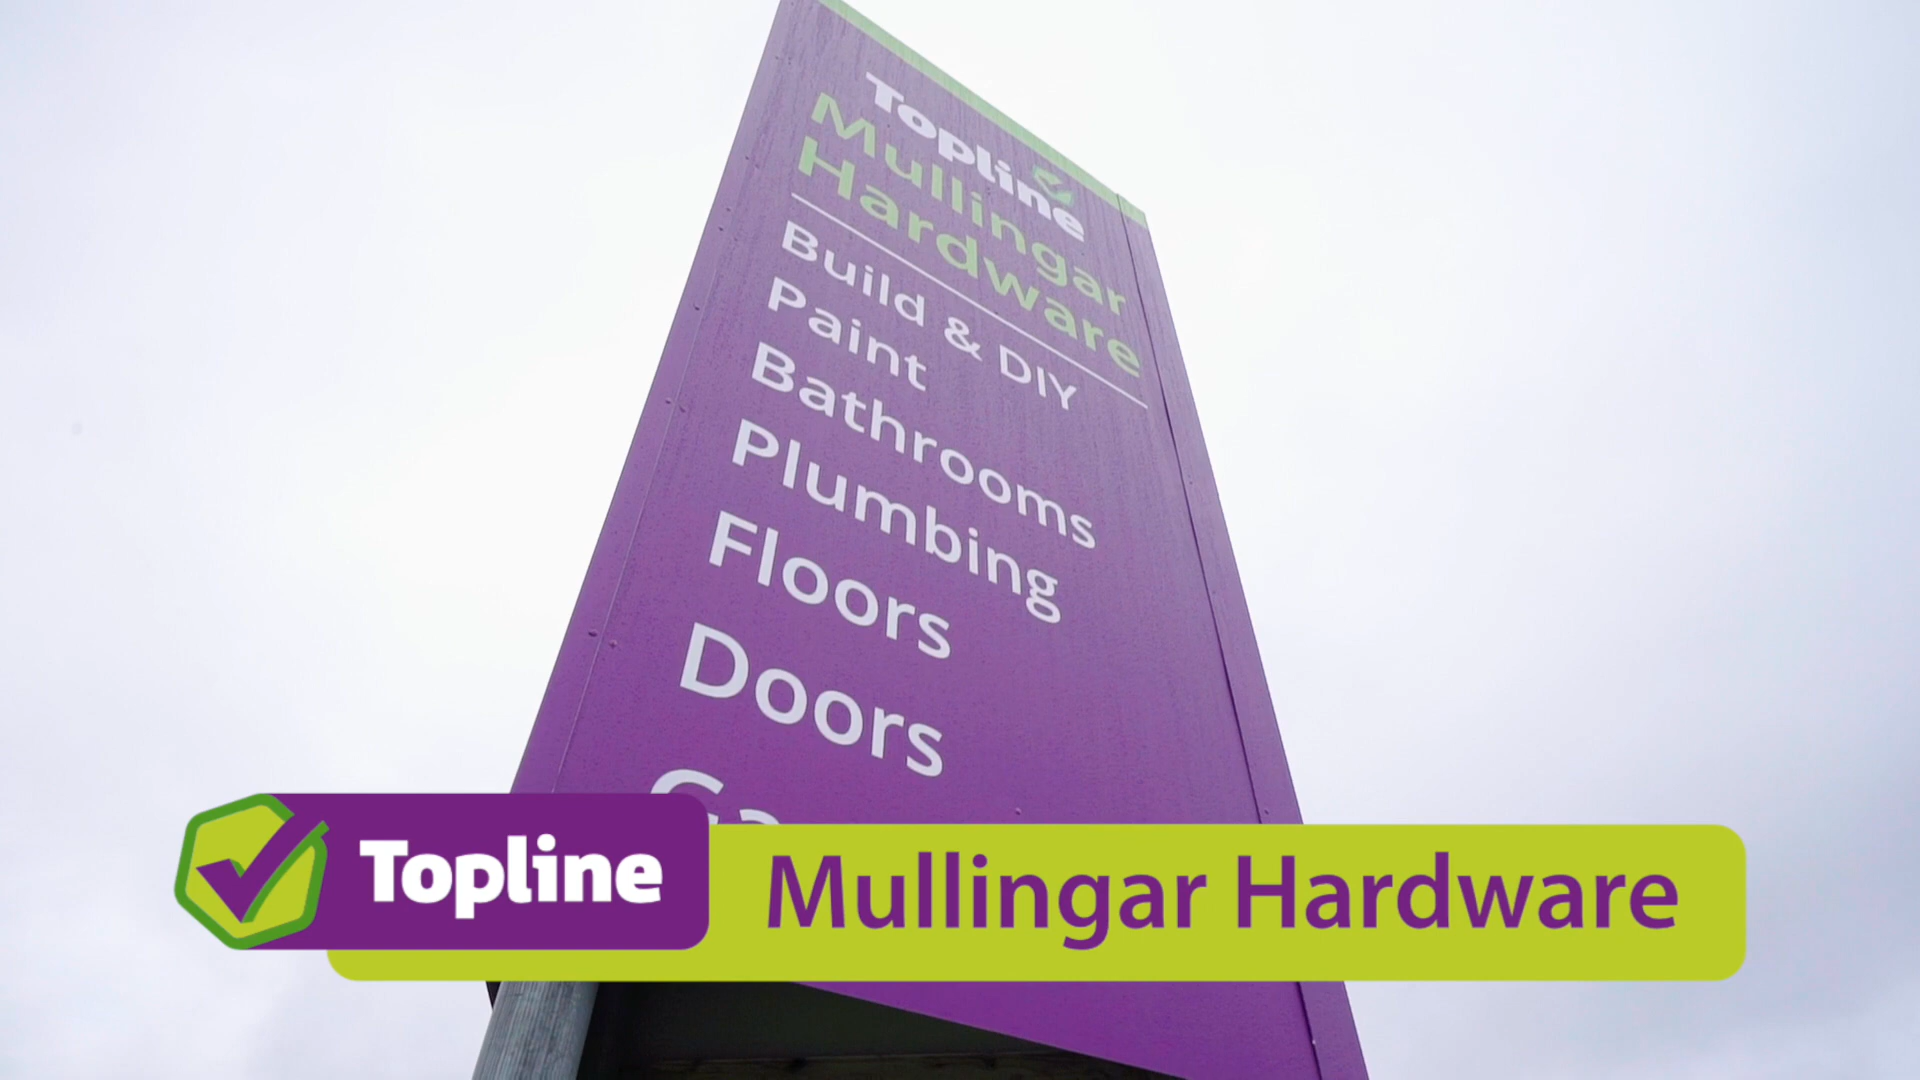 Topline
Mullingar
Hardware
Build & DIY
Paint
Bathrooms
Plumbing
Floors
Doors
Topline
Mullingar Hardware